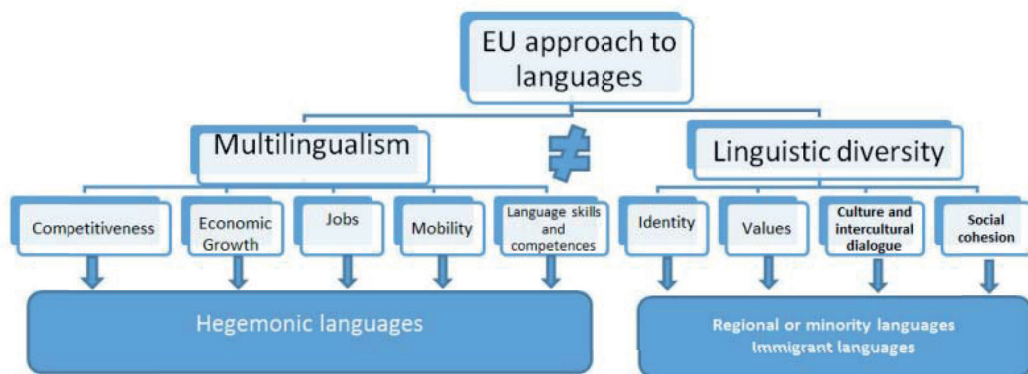 EU approach to
languages
Multilingualism
≠
Linguistic diversity
Competitiveness
Economic
Growth
Jobs
Mobility
Language skills
and
competences
Identity
Values
Culture and
intercultural
dialogue
Social
cohesion
Hegemonic languages
Regional or minority languages
Immigrant languages